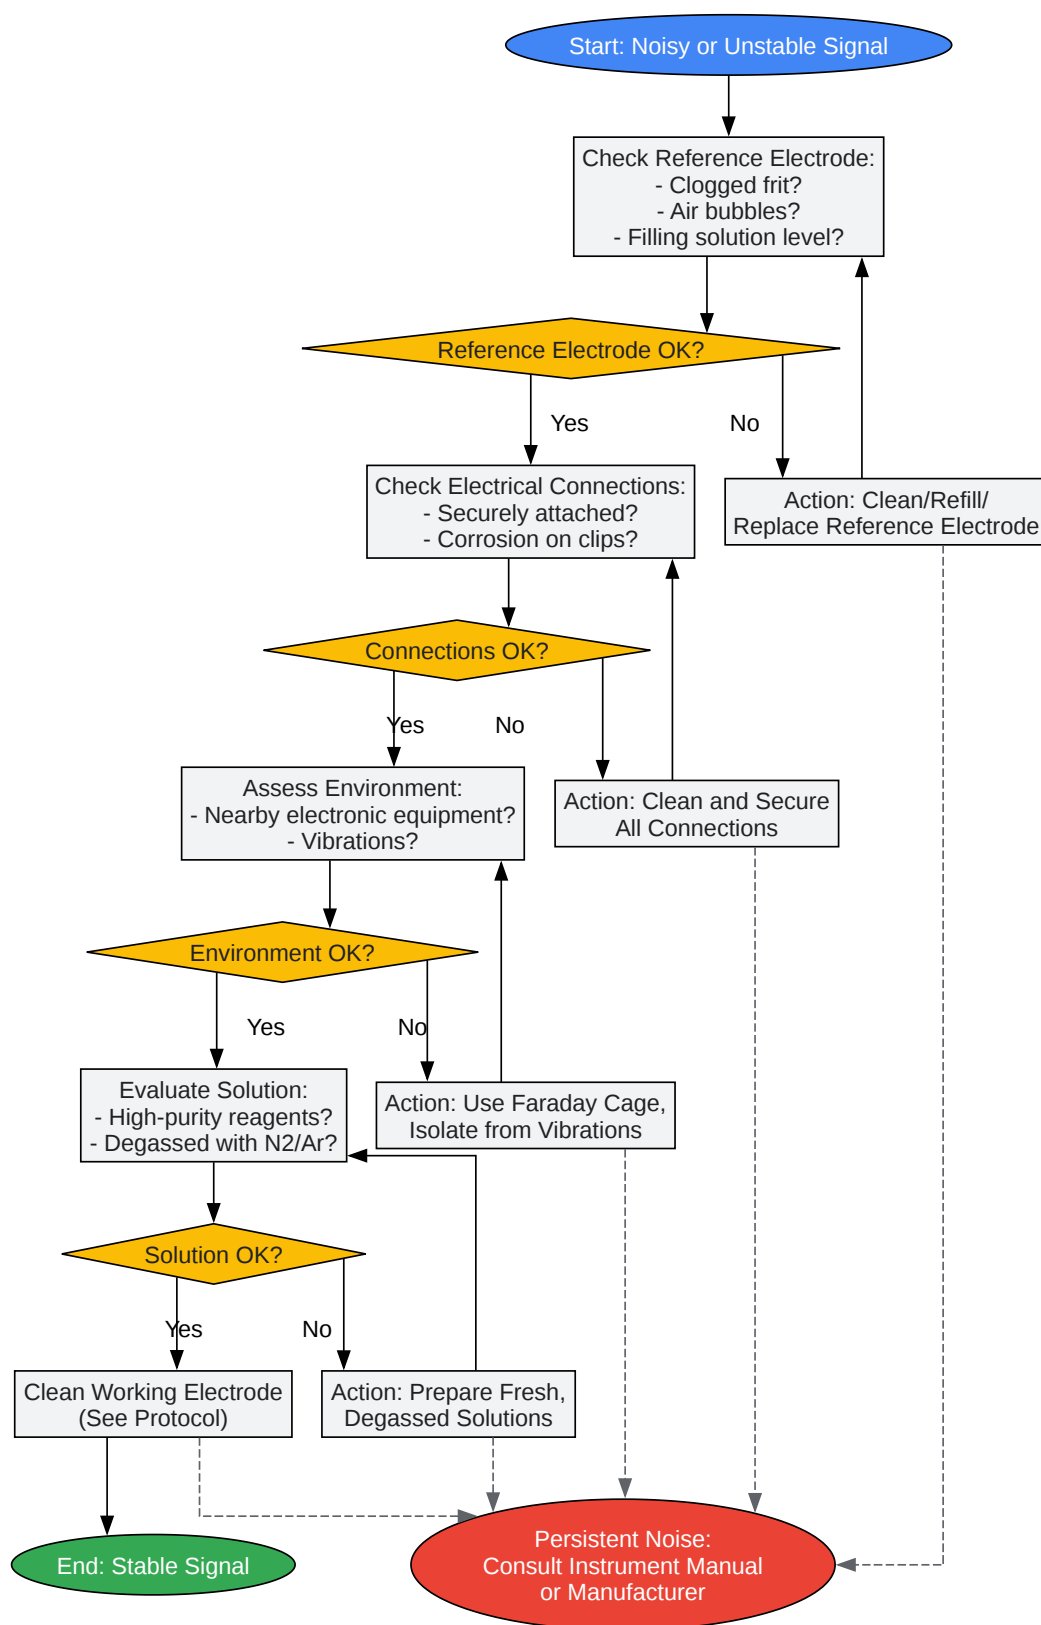 Start: Noisy or Unstable Signal
Check Reference Electrode:
- Clogged frit?
- Air bubbles?
- Filling solution level?
Reference Electrode OK?
Yes
No
Check Electrical Connections:
- Securely attached?
- Corrosion on clips?
Action: Clean/Refill/
Replace Reference Electrode
Connections OK?
Yes
No
Assess Environment:
- Nearby electronic equipment?
- Vibrations?
Action: Clean and Secure
All Connections
Environment OK?
Yes
No
Evaluate Solution:
- High-purity reagents?
- Degassed with N2/Ar?
Action: Use Faraday Cage,
Isolate from Vibrations
Solution OK?
Yes
No
Clean Working Electrode
(See Protocol)
Action: Prepare Fresh,
Degassed Solutions
End: Stable Signal
Persistent Noise:
Consult Instrument Manual
or Manufacturer